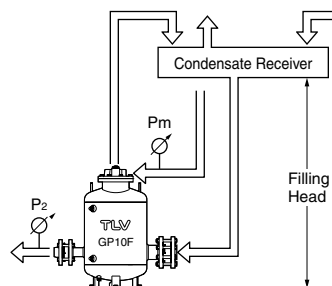 Condensate Receiver
Pm
Filling
Head
P2
TLV
GP10F